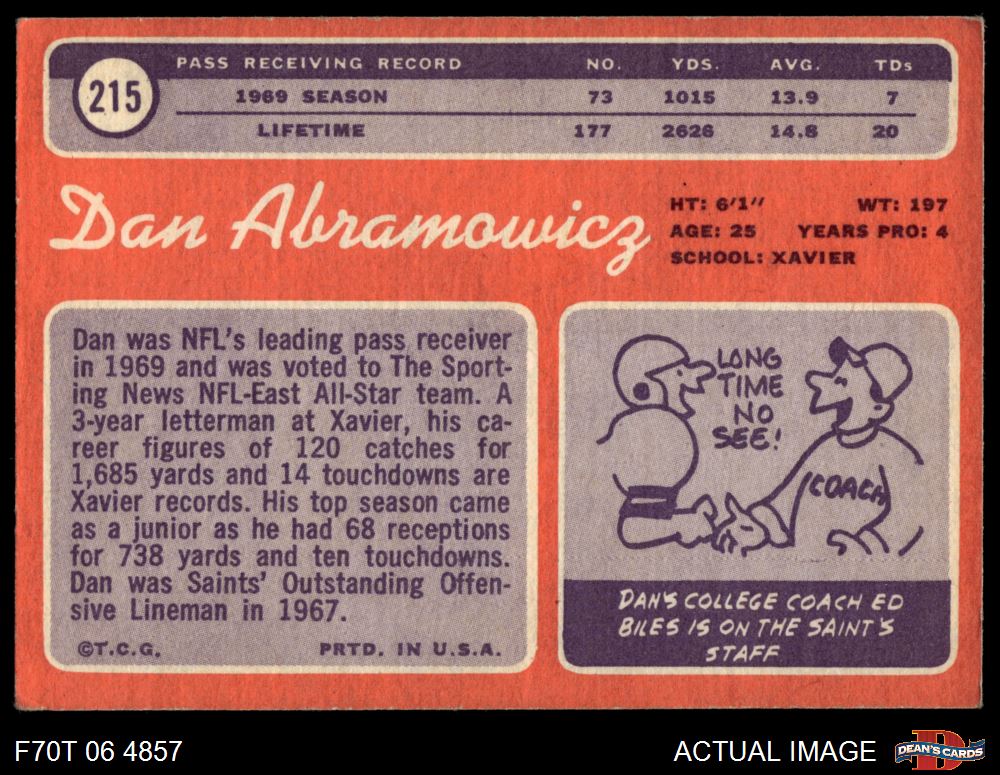 215
PASS RECEIVING RECORD NO. YDS. AVG. TDs
1969 SEASON 73 1015 13.9 7
LIFETIME 177 2626 14.8 20
Dan Abramowicz
HT: 6'1" WT: 197
AGE: 25 YEARS PRO: 4
SCHOOL: XAVIER
Dan was NFL's leading pass receiver
in 1969 and was voted to The Sport-
ing News NFL-East All-Star team. A
3-year letterman at Xavier, his ca-
reer figures of 120 catches for
1,685 yards and 14 touchdowns are
Xavier records. His top season came
as a junior as he had 68 receptions
for 738 yards and ten touchdowns.
Dan was Saints' Outstanding Offen-
sive Lineman in 1967.
©T.C.G. PRTD. IN U.S.A.
LONG
TIME
NO
SEE!
COACH
DAN'S COLLEGE COACH ED
BILES IS ON THE SAINT'S
STAFF
F70T 06 4857
ACTUAL IMAGE
DEAN'S CARDS